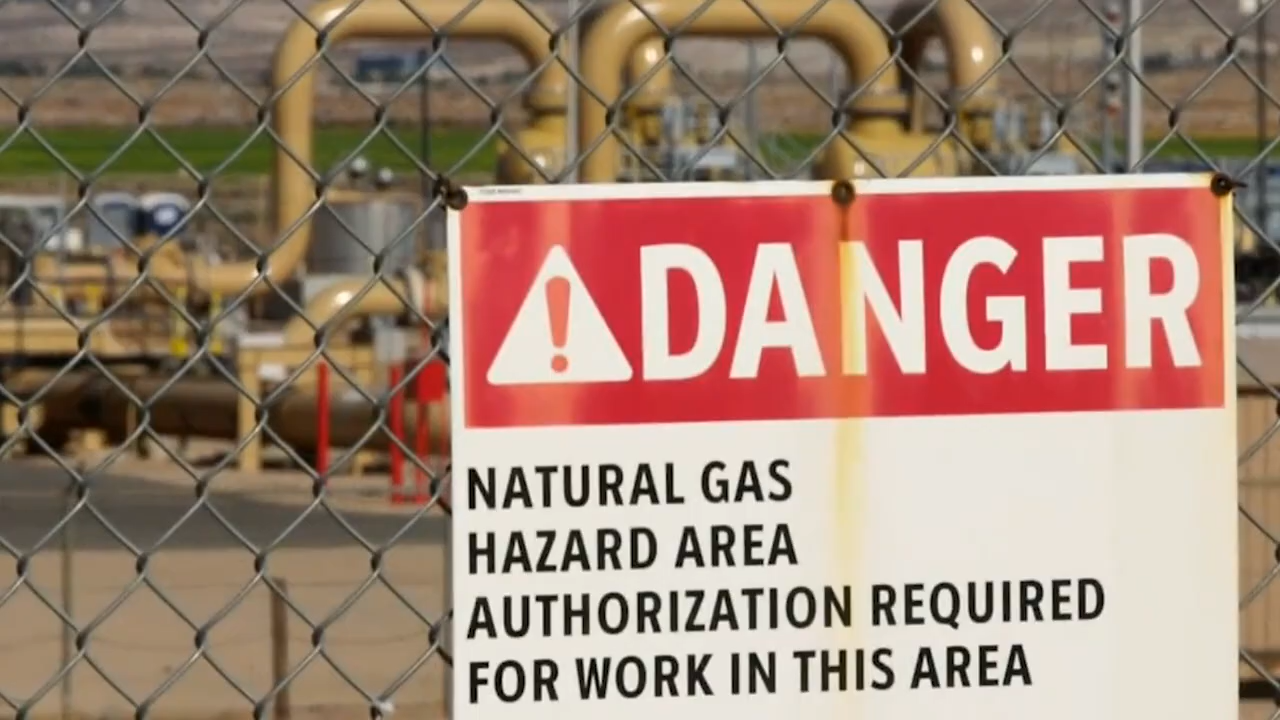 DANGER
NATURAL GAS
HAZARD AREA
AUTHORIZATION REQUIRED
FOR WORK IN THIS AREA